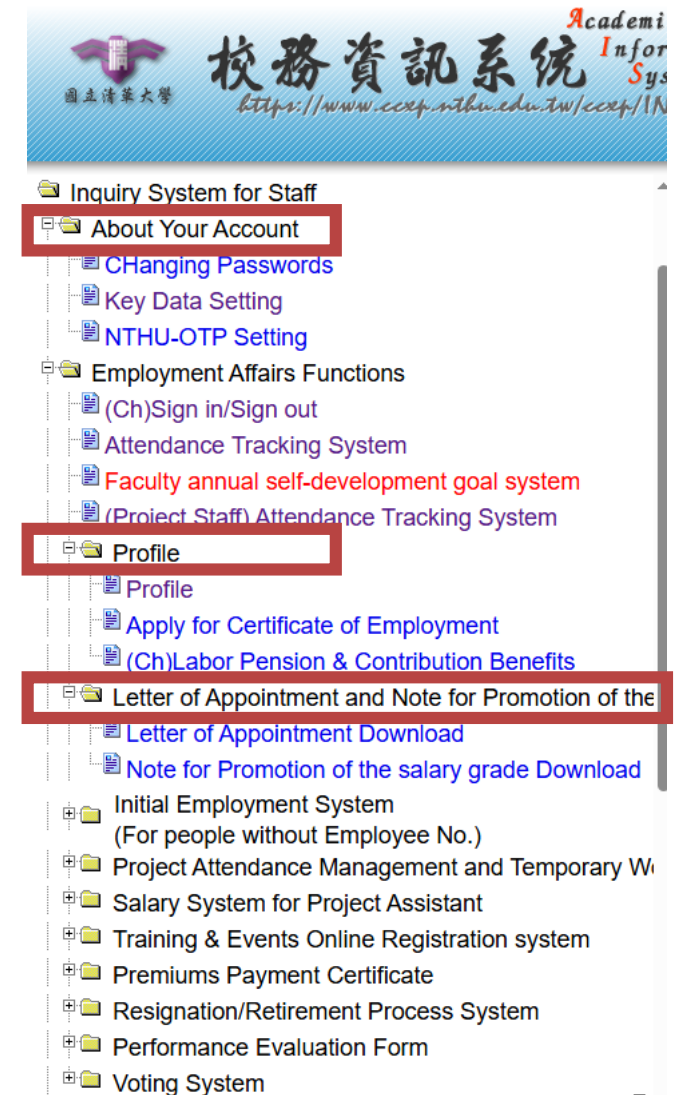 Academi
Infor
Sys
校務資訊系統
國立清華大學
https://www.ccxp.nthu.edu.tw/ccxp/IN
Inquiry System for Staff
About Your Account
CHanging Passwords
Key Data Setting
NTHU-OTP Setting
Employment Affairs Functions
(Ch)Sign in/Sign out
Attendance Tracking System
Faculty annual self-development goal system
(Project Staff) Attendance Tracking System
Profile
Profile
Apply for Certificate of Employment
(Ch)Labor Pension & Contribution Benefits
Letter of Appointment and Note for Promotion of the
Letter of Appointment Download
Note for Promotion of the salary grade Download
Initial Employment System
(For people without Employee No.)
Project Attendance Management and Temporary W
Salary System for Project Assistant
Training & Events Online Registration system
Premiums Payment Certificate
Resignation/Retirement Process System
Performance Evaluation Form
Voting System